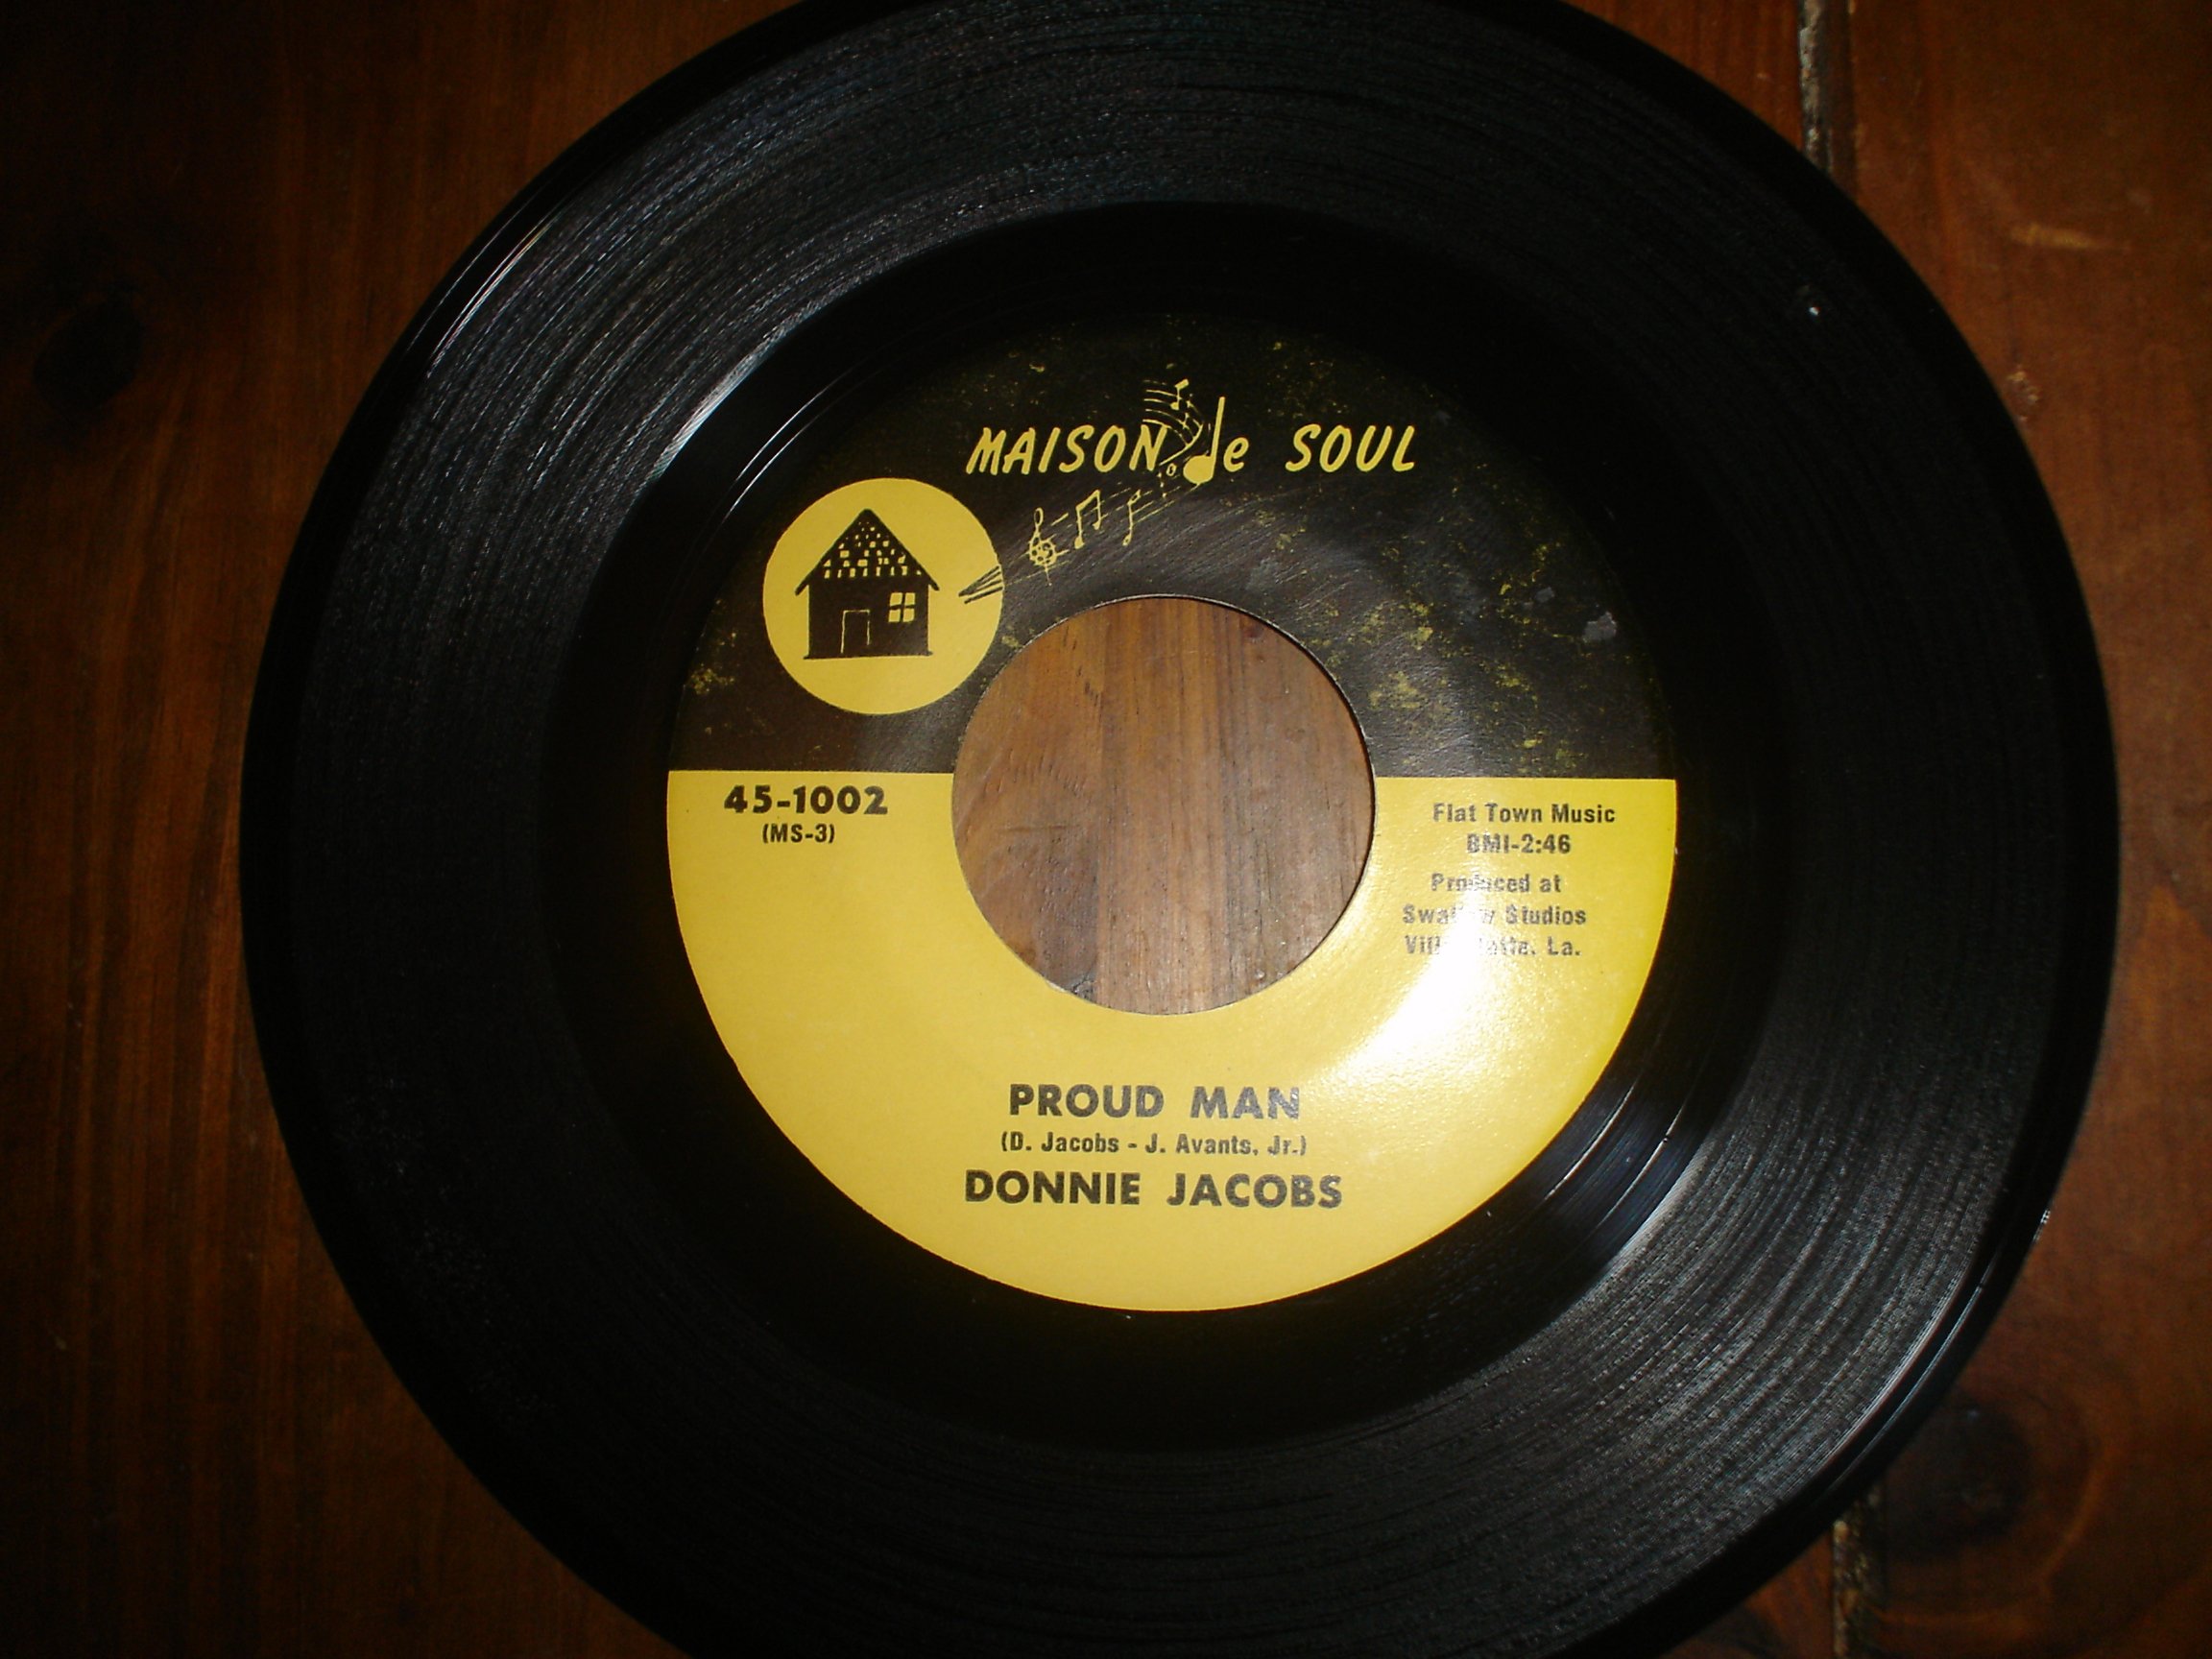 MAISON de SOUL
45-1002
(MS-3)
Flat Town Music
BMI-2:46
Produced at
Swallow Studios
La.
PROUD MAN
(D. Jacobs - J. Avants, Jr.)
DONNIE JACOBS